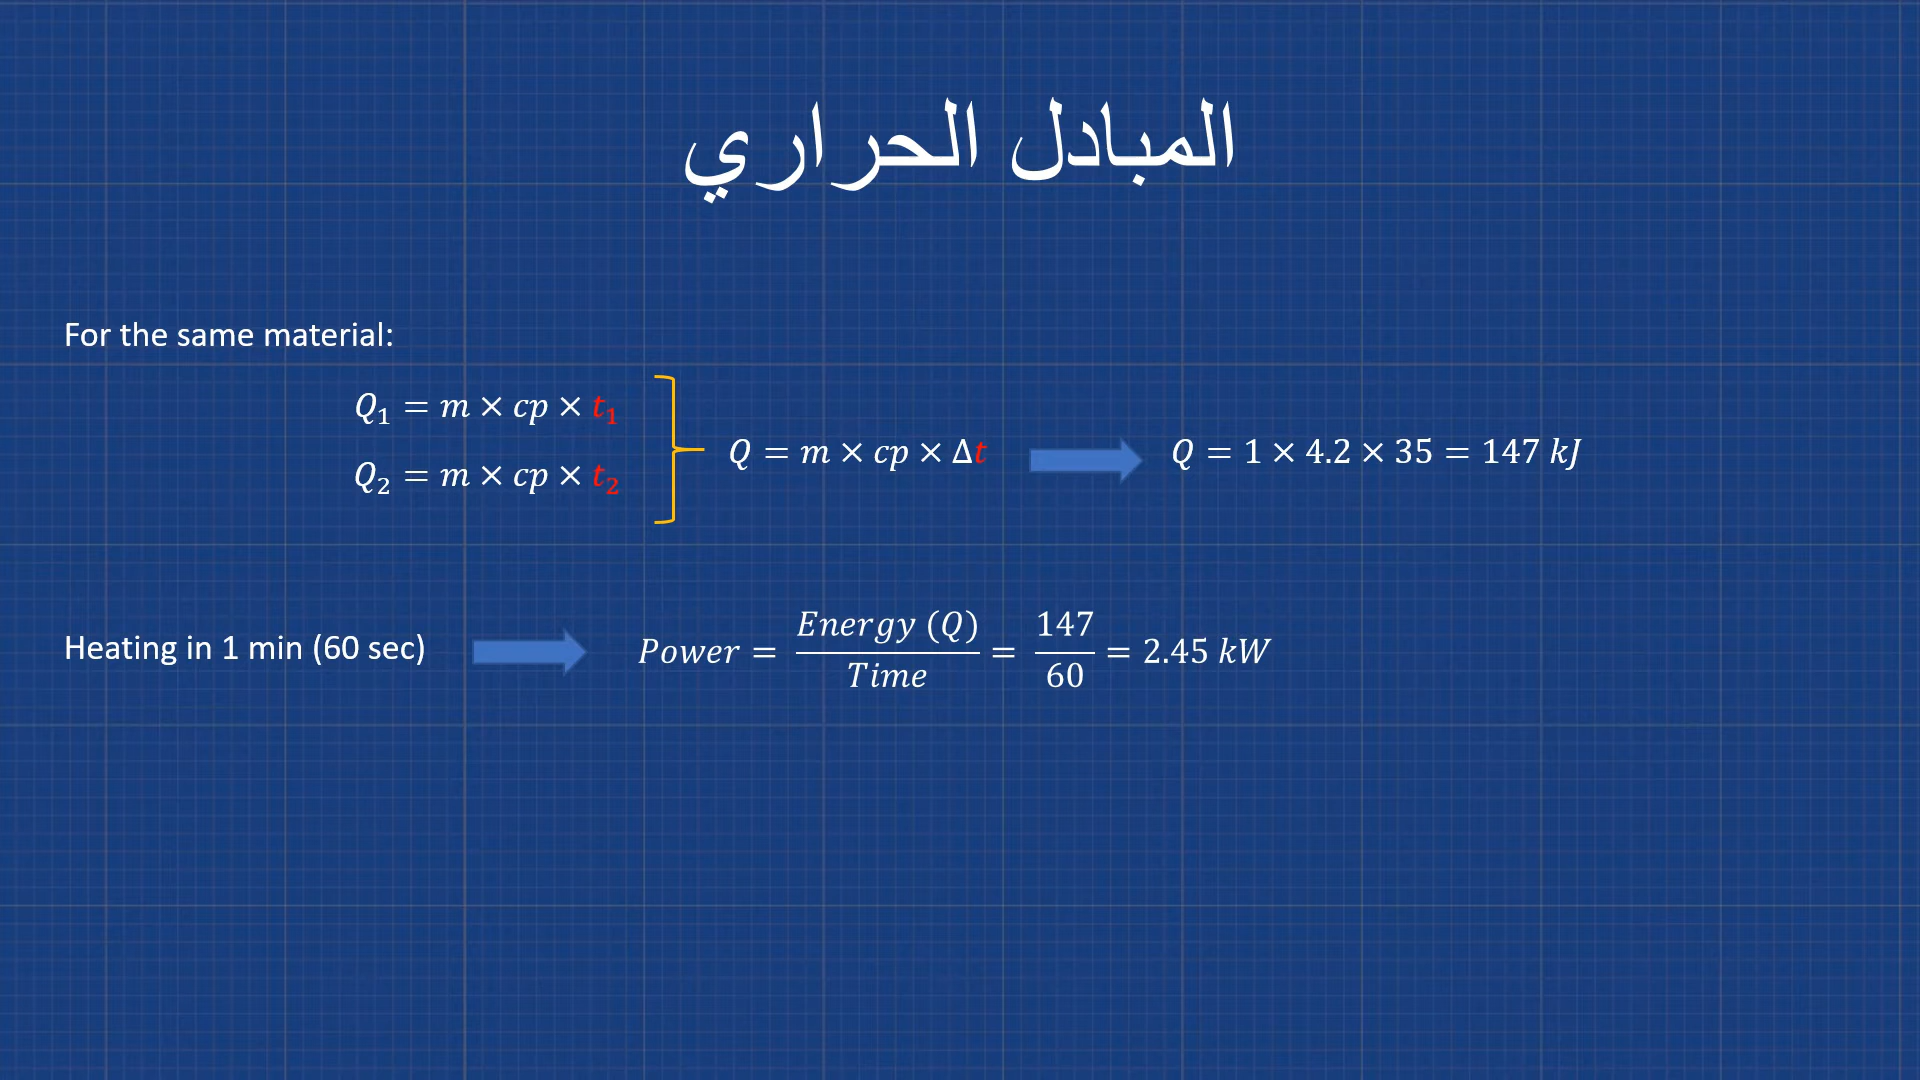 المبادل الحراري
For the same material:
Q₁ = m × cp × t₁
Q₂ = m × cp × t₂
Q = m × cp × Δt
Q = 1 × 4.2 × 35 = 147 kJ
Heating in 1 min (60 sec)
Power = Energy (Q) / Time = 147 / 60 = 2.45 kW